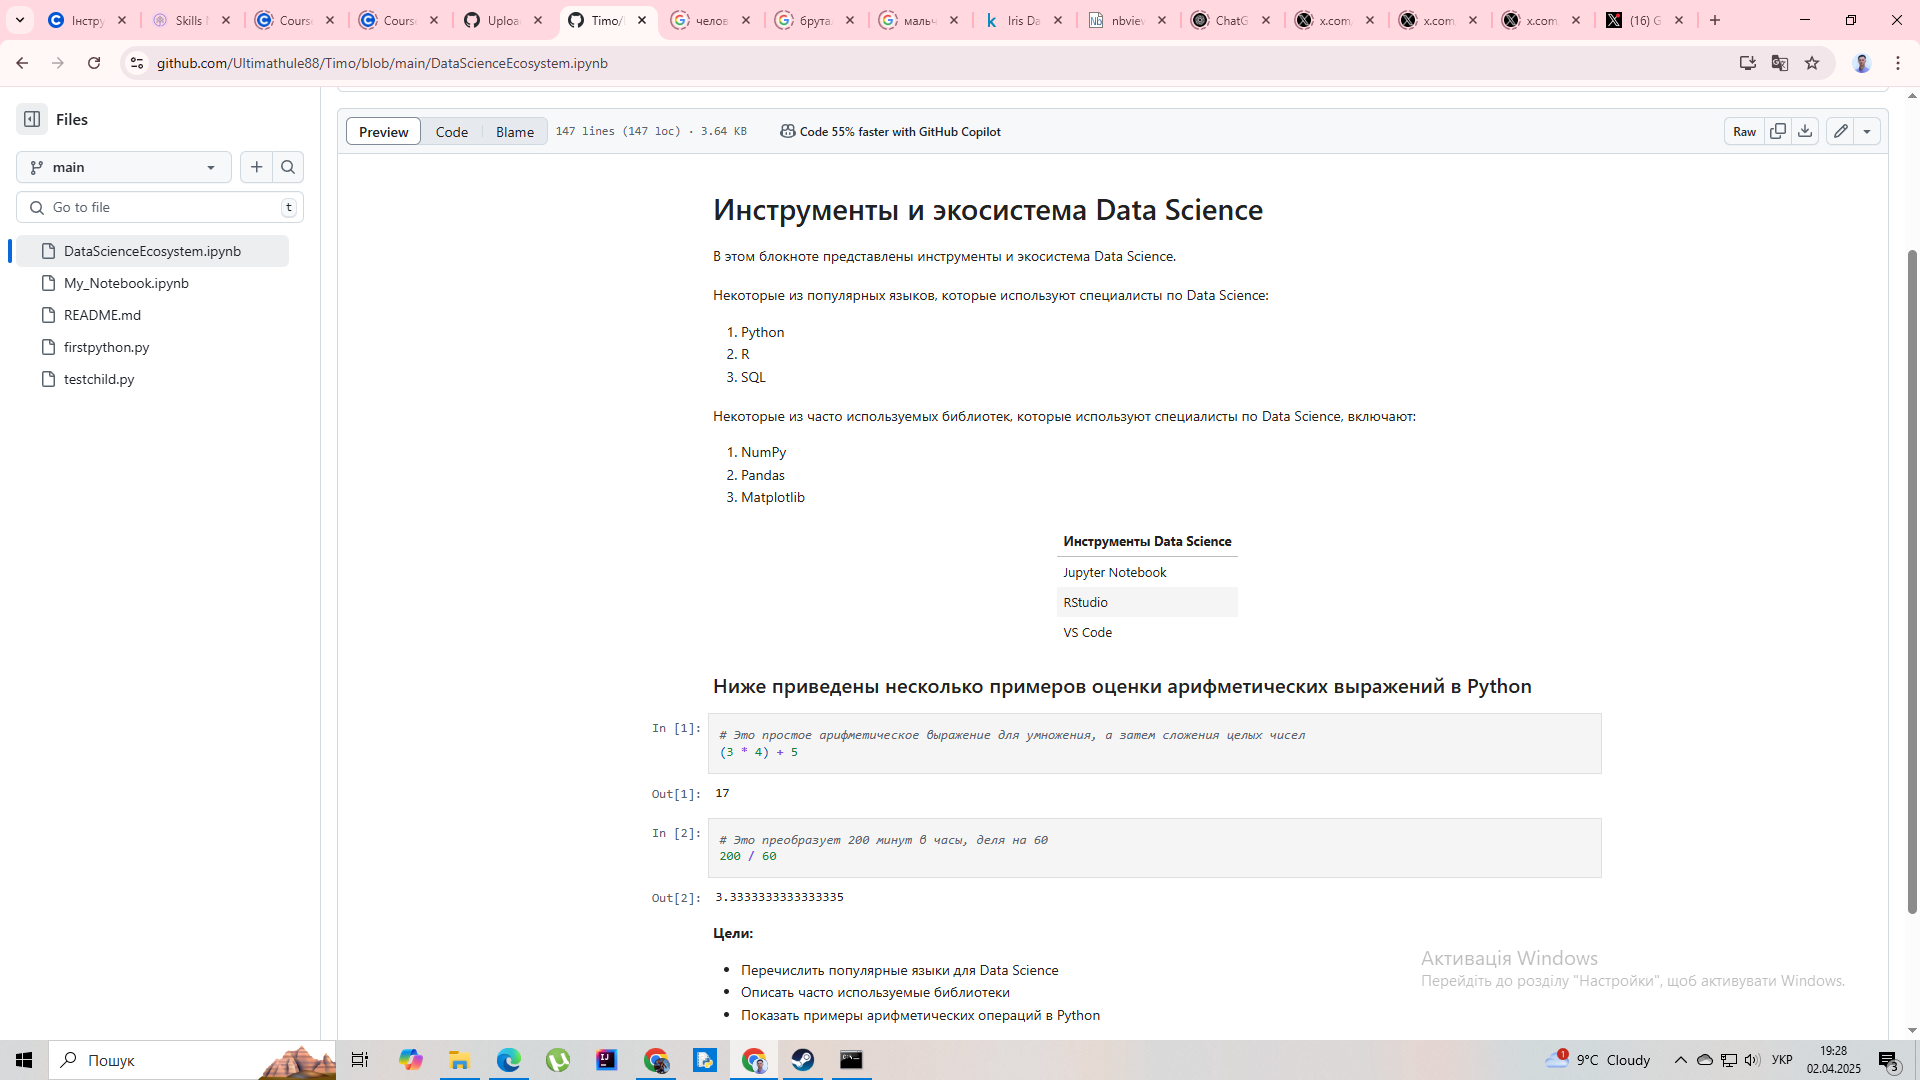 Інстру
Skills
Cours
Cours
Uploa
Timo/
челов
брута
мальч
Iris Da
nbview
ChatG
x.com
x.com
x.com
(16) G
github.com/Ultimathule88/Timo/blob/main/DataScienceEcosystem.ipynb
Files
main
Go to file
t
DataScienceEcosystem.ipynb
My_Notebook.ipynb
README.md
firstpython.py
testchild.py
Preview
Code
Blame
147 lines (147 loc) · 3.64 KB
Code 55% faster with GitHub Copilot
Raw
Инструменты и экосистема Data Science
В этом блокноте представлены инструменты и экосистема Data Science.
Некоторые из популярных языков, которые используют специалисты по Data Science:
1. Python
2. R
3. SQL
Некоторые из часто используемых библиотек, которые используют специалисты по Data Science, включают:
1. NumPy
2. Pandas
3. Matplotlib
Инструменты Data Science
Jupyter Notebook
RStudio
VS Code
Ниже приведены несколько примеров оценки арифметических выражений в Python
In [1]:
# Это простое арифметическое выражение для умножения, а затем сложения целых чисел
(3 * 4) + 5
Out[1]: 17
In [2]:
# Это преобразует 200 минут в часы, деля на 60
200 / 60
Out[2]: 3.3333333333333335
Цели:
• Перечислить популярные языки для Data Science
• Описать часто используемые библиотеки
• Показать примеры арифметических операций в Python
Активація Windows
Перейдіть до розділу "Настройки", щоб активувати Windows.
Пошук
1
9°C Cloudy
УКР
19:28
02.04.2025
3